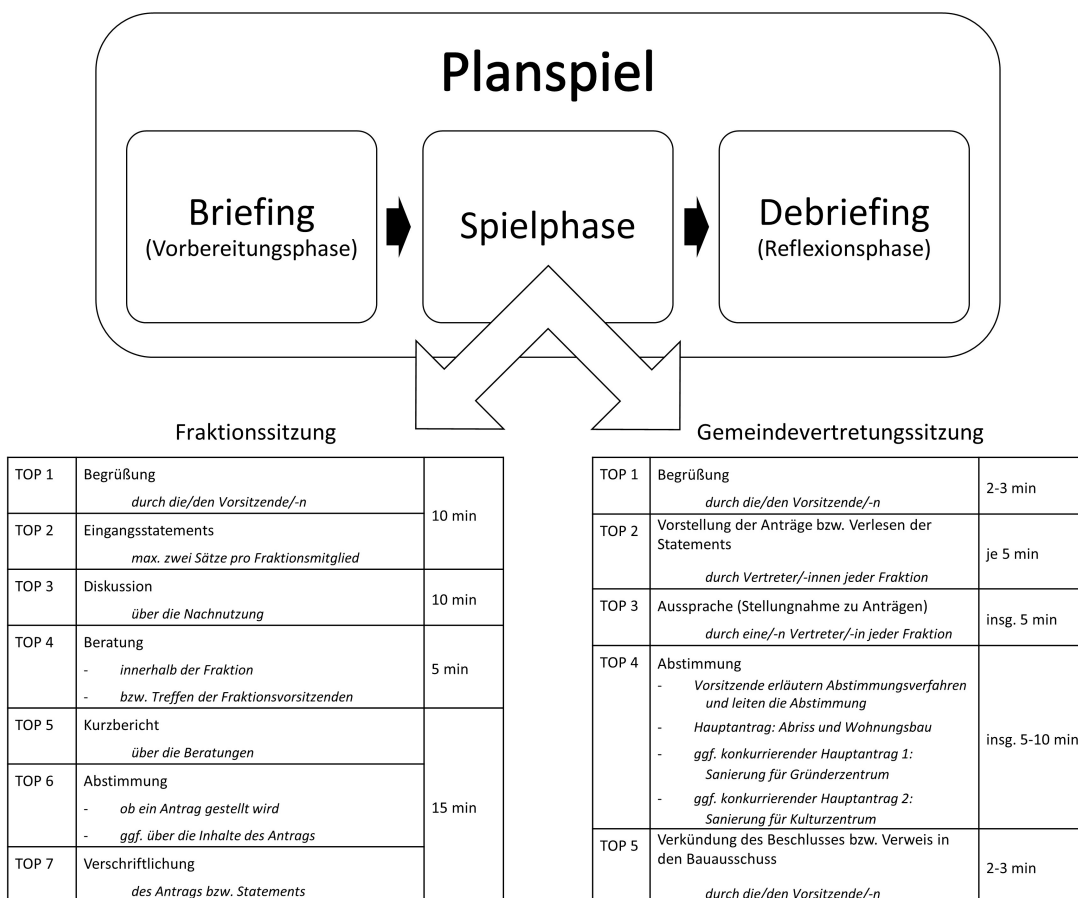 Planspiel
Briefing
(Vorbereitungsphase)
Spielphase
Debriefing
(Reflexionsphase)
Fraktionssitzung
TOP 1
Begrüßung
durch die/den Vorsitzende/-n
10 min
TOP 2
Eingangsstatements
max. zwei Sätze pro Fraktionsmitglied
TOP 3
Diskussion
über die Nachnutzung
10 min
TOP 4
Beratung
- innerhalb der Fraktion
- bzw. Treffen der Fraktionsvorsitzenden
5 min
TOP 5
Kurzbericht
über die Beratungen
TOP 6
Abstimmung
- ob ein Antrag gestellt wird
- ggf. über die Inhalte des Antrags
15 min
TOP 7
Verschriftlichung
des Antrags bzw. Statements
Gemeindevertretungssitzung
TOP 1
Begrüßung
durch die/den Vorsitzende/-n
2-3 min
TOP 2
Vorstellung der Anträge bzw. Verlesen der
Statements
durch Vertreter/-innen jeder Fraktion
je 5 min
TOP 3
Aussprache (Stellungnahme zu Anträgen)
durch eine/-n Vertreter/-in jeder Fraktion
insg. 5 min
TOP 4
Abstimmung
- Vorsitzende erläutern Abstimmungsverfahren
und leiten die Abstimmung
- Hauptantrag: Abriss und Wohnungsbau
- ggf. konkurrierender Hauptantrag 1:
Sanierung für Gründerzentrum
- ggf. konkurrierender Hauptantrag 2:
Sanierung für Kulturzentrum
insg. 5-10 min
TOP 5
Verkündung des Beschlusses bzw. Verweis in
den Bauausschuss
durch die/den Vorsitzende/-n
2-3 min